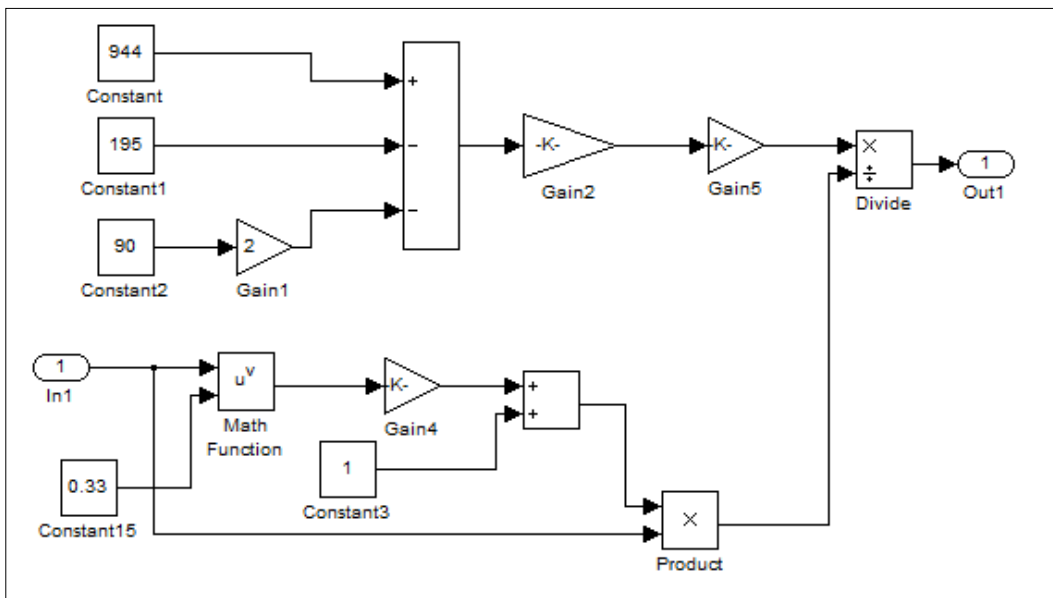 944
+
Constant
195
−
Constant1
-K-
Gain2
K-
Gain5
×
÷
Divide
1
Out1
−
90
2
Constant2
Gain1
1
In1
u^v
Math
Function
K-
Gain4
+
+
0.33
Constant15
1
Constant3
×
Product